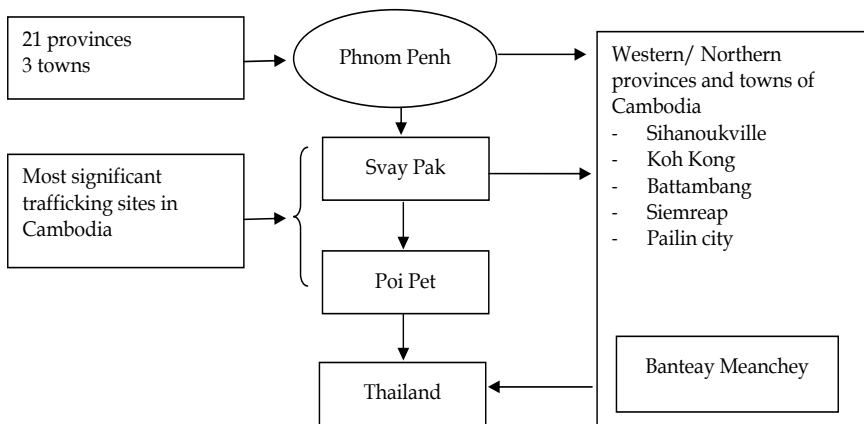 21 provinces
3 towns
Phnom Penh
Western/ Northern
provinces and towns of
Cambodia
- Sihanoukville
- Koh Kong
- Battambang
- Siemreap
- Pailin city
Most significant
trafficking sites in
Cambodia
Svay Pak
Poi Pet
Banteay Meanchey
Thailand